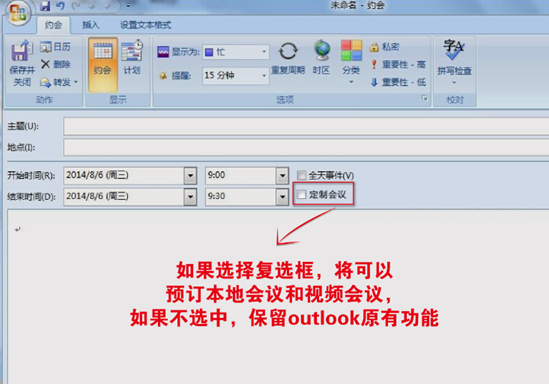 未命名 - 约会
约会 插入 设置文本格式
保存并关闭 日历 删除 转发 约会 计划 显示为: 忙 提醒: 15 分钟 重复周期 时区 分类 私密 重要性 - 高 重要性 - 低 字 拼写检查
动作 显示 选项 校对
主题(U):
地点(I):
开始时间(R): 2014/8/6 (周三) 9:00 全天事件(V)
结束时间(D): 2014/8/6 (周三) 9:30 定制会议
如果选择复选框，将可以
预订本地会议和视频会议，
如果不选中，保留outlook原有功能